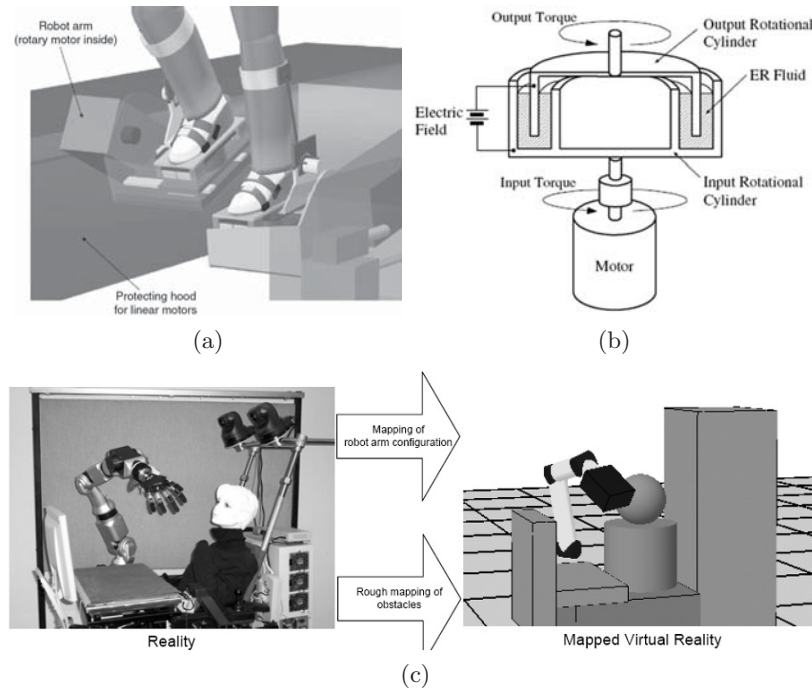 Robot arm
(rotary motor inside)
Protecting hood
for linear motors
(a)
Output Torque
Output Rotational
Cylinder
ER Fluid
Electric
Field
Input Torque
Input Rotational
Cylinder
Motor
(b)
Mapping of
robot arm configuration
Rough mapping of
obstacles
Reality
Mapped Virtual Reality
(c)